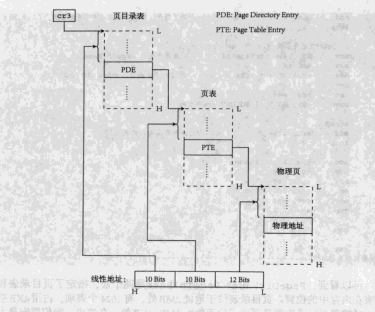 cr3
页目录表
PDE: Page Directory Entry
PTE: Page Table Entry
L
PDE
H
页表
L
PTE
H
物理页
L
物理地址
H
线性地址:
10 Bits
10 Bits
12 Bits
H
L